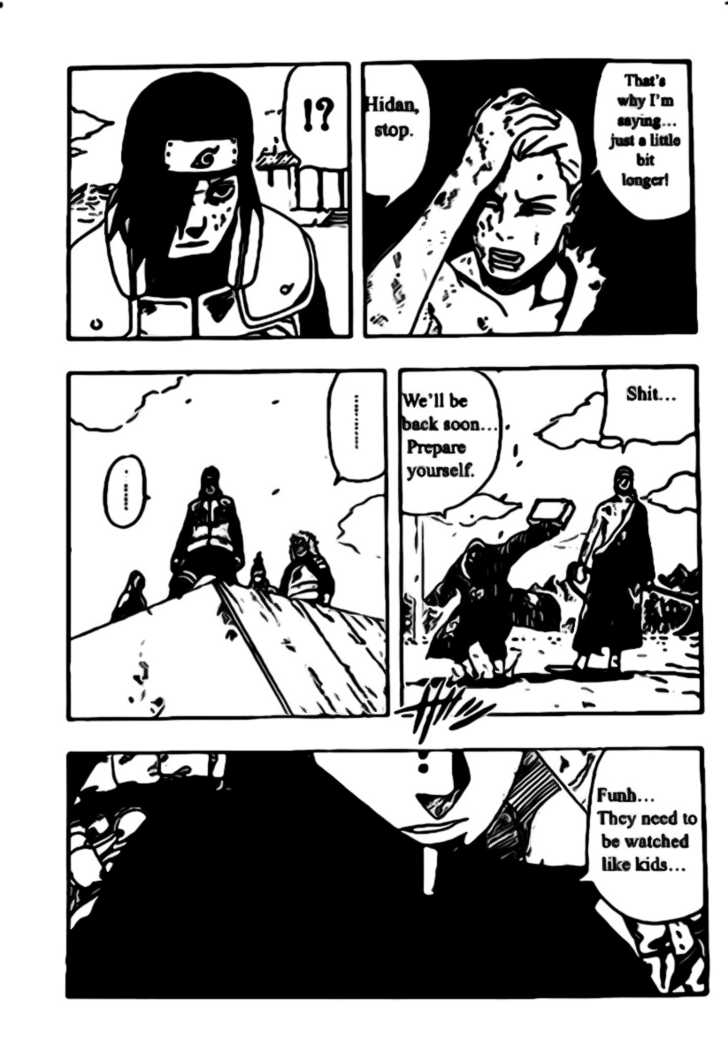 That's
why I'm
saying...
just a little
bit
longer!
Hidan,
stop.
!?
Shit...
We'll be
back soon...
Prepare
yourself.
..........
.......
Funh...
They need to
be watched
like kids...